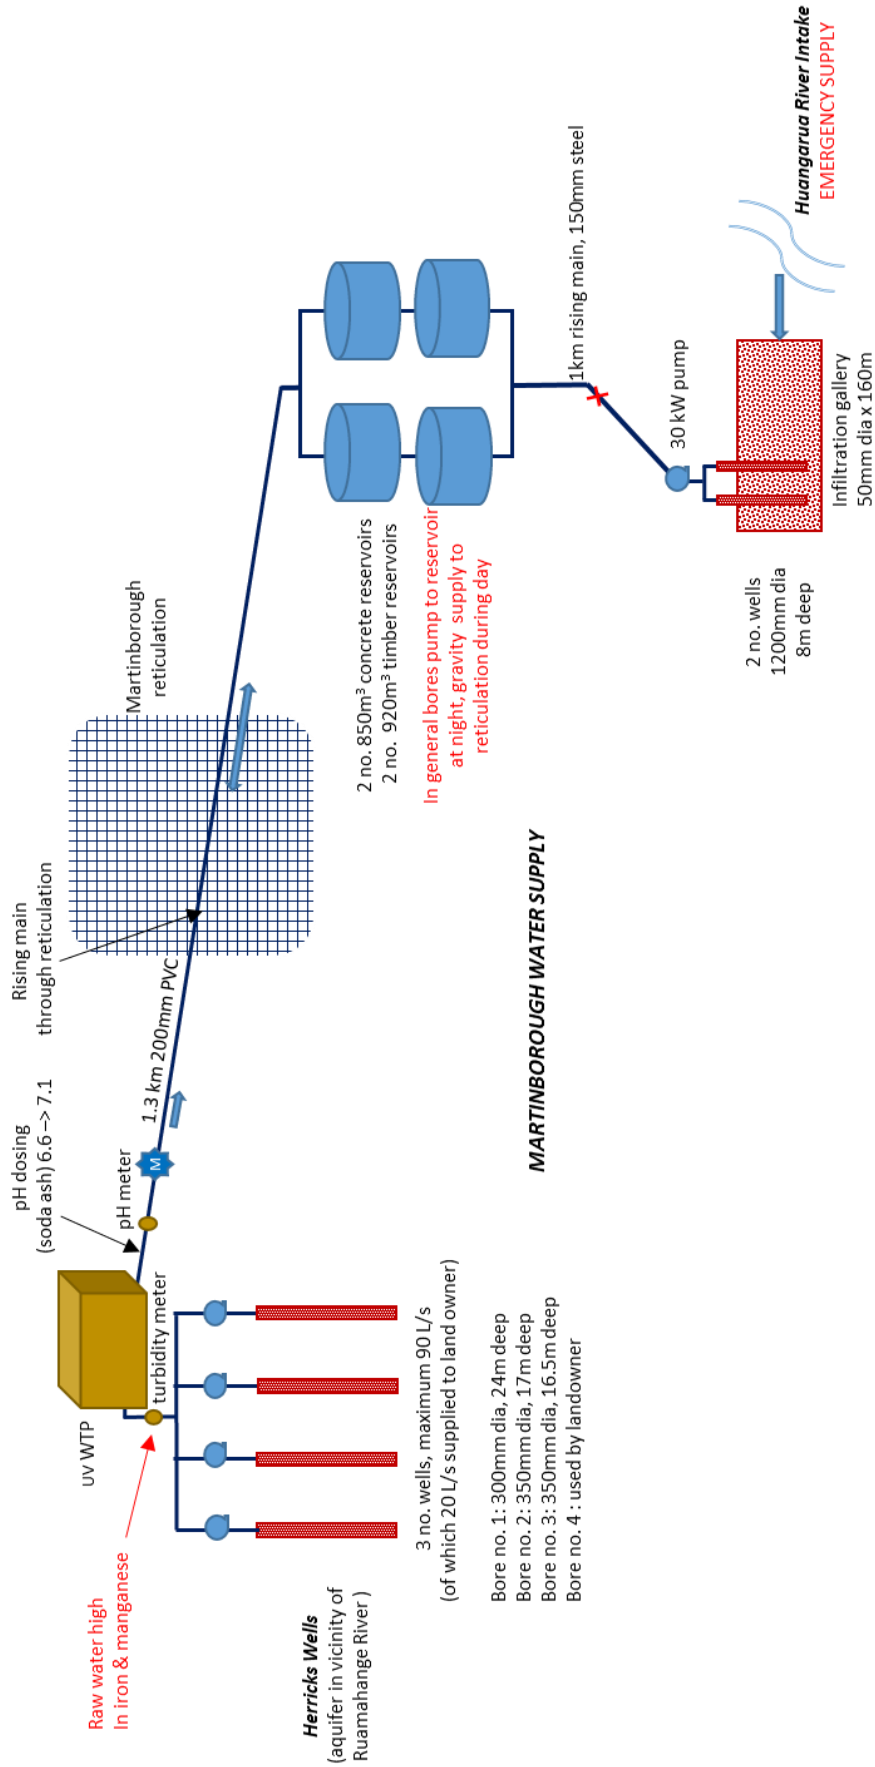 Raw water high
In iron & manganese
UV WTP
turbidity meter
pH dosing
(soda ash) 6.6 –> 7.1
pH meter
M
1.3 km 200mm PVC
Rising main
through reticulation
Martinborough
reticulation
Herricks Wells
(aquifer in vicinity of
Ruamahange River )
3 no. wells, maximum 90 L/s
(of which 20 L/s supplied to land owner)
Bore no. 1: 300mm dia, 24m deep
Bore no. 2: 350mm dia, 17m deep
Bore no. 3: 350mm dia, 16.5m deep
Bore no. 4 : used by landowner
2 no. 850m³ concrete reservoirs
2 no. 920m³ timber reservoirs
In general bores pump to reservoir
at night, gravity supply to
reticulation during day
MARTINBOROUGH WATER SUPPLY
1km rising main, 150mm steel
30 kW pump
2 no. wells
1200mm dia
8m deep
Infiltration gallery
50mm dia x 160m
Huangarua River Intake
EMERGENCY SUPPLY